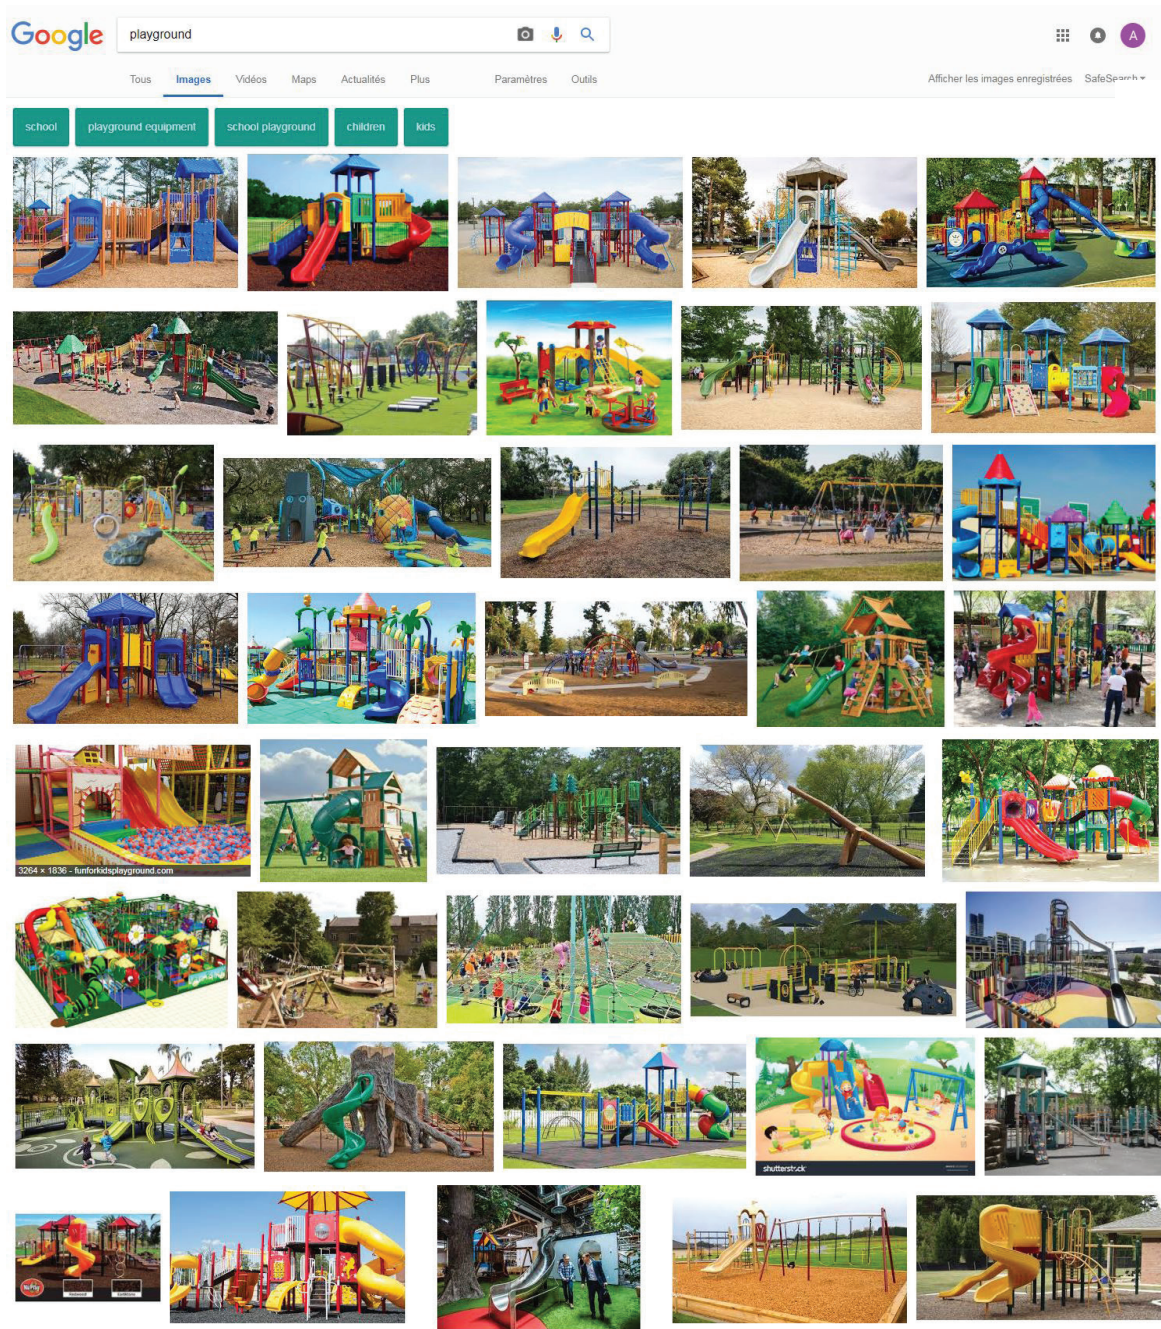 Google
playground
A
Tous Images Vidéos Maps Actualités Plus Paramètres Outils Afficher les images enregistrées SafeSearch
school playground equipment school playground children kids
3264 × 1836 - funforkidsplayground.com
shutterstock